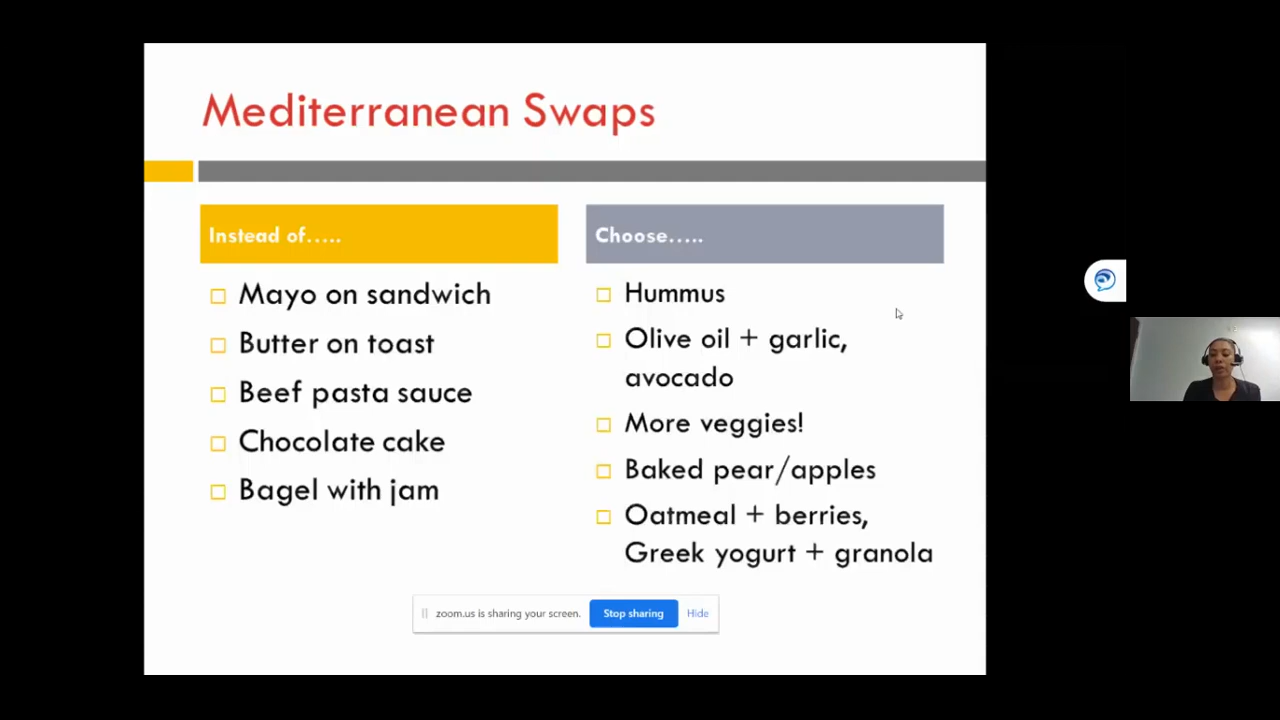 Mediterranean Swaps
Instead of.....
Mayo on sandwich
Butter on toast
Beef pasta sauce
Chocolate cake
Bagel with jam
Choose.....
Hummus
Olive oil + garlic,
avocado
More veggies!
Baked pear/apples
Oatmeal + berries,
Greek yogurt + granola
zoom.us is sharing your screen. Stop sharing Hide